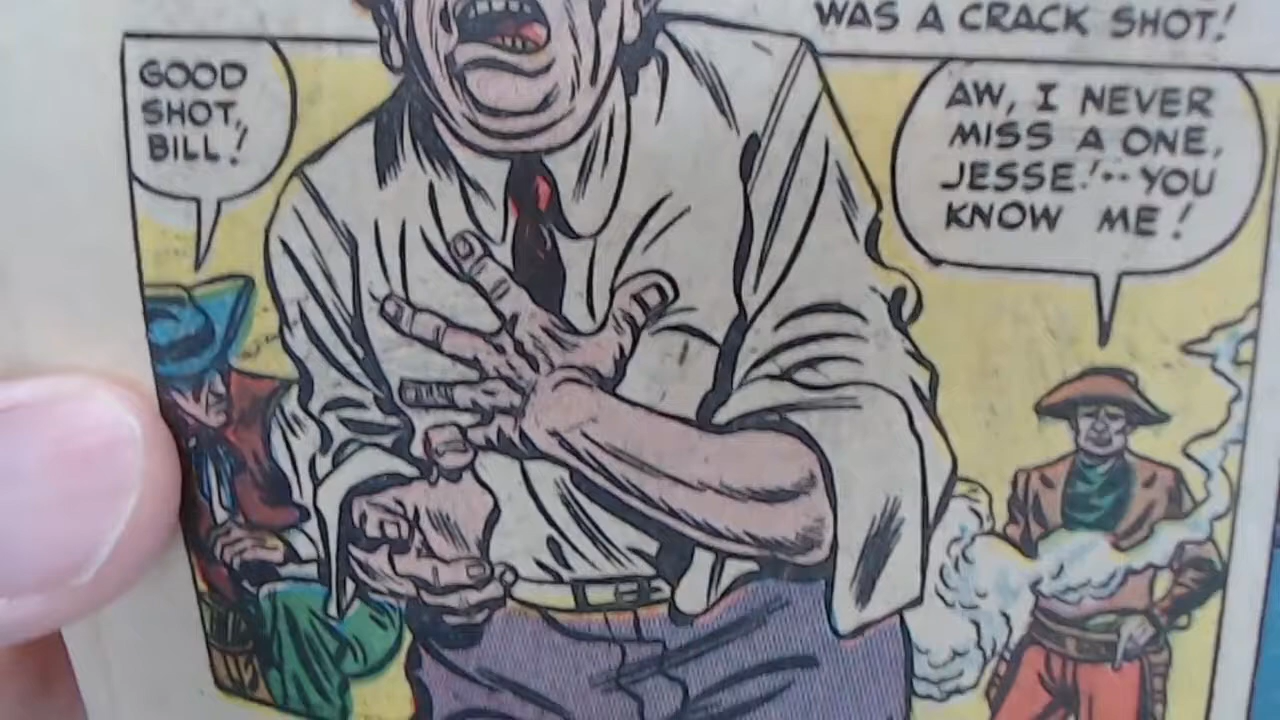 WAS A CRACK SHOT!
GOOD
SHOT,
BILL!
AW, I NEVER
MISS A ONE,
JESSE!-- YOU
KNOW ME!